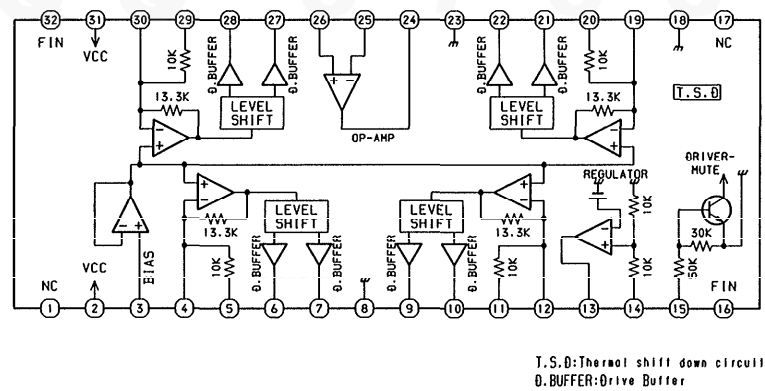 32 31 30 29 28 27 26 25 24 23 22 21 20 19 18 17
FIN
VCC
10K
D.BUFFER
D.BUFFER
D.BUFFER
D.BUFFER
10K
NC
13.3K
LEVEL
SHIFT
OP-AMP
LEVEL
SHIFT
13.3K
T.S.D
REGULATOR
DRIVER-
MUTE
BIAS
13.3K
LEVEL
SHIFT
LEVEL
SHIFT
13.3K
10K
30K
NC
VCC
10K
D.BUFFER
D.BUFFER
D.BUFFER
D.BUFFER
10K
10K
50K
FIN
1 2 3 4 5 6 7 8 9 10 11 12 13 14 15 16
T.S.D:Thermal shift down circuit
D.BUFFER:Drive Buffer